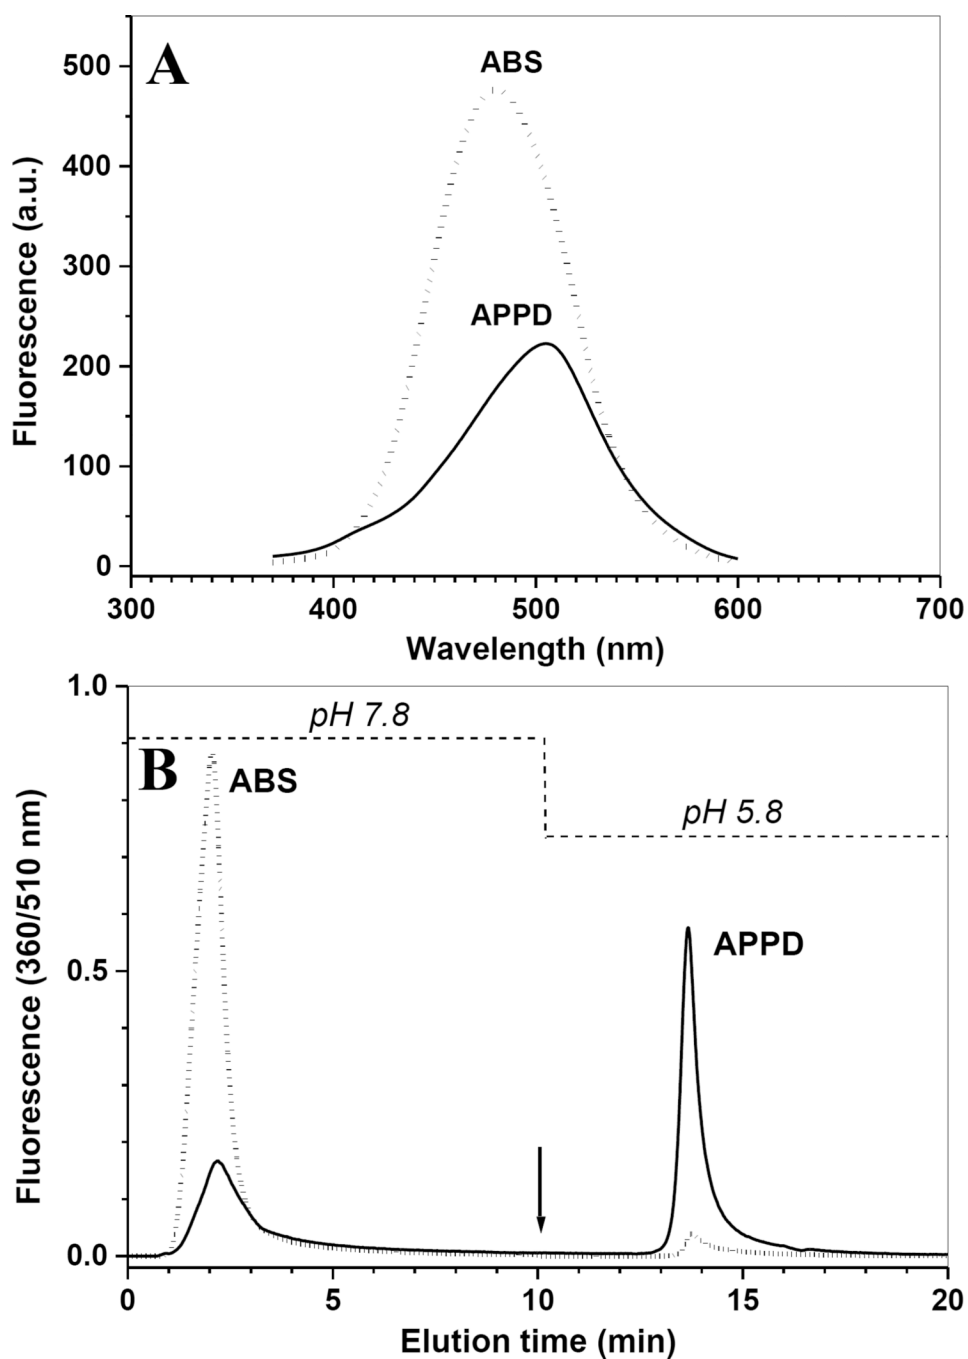 A
ABS
APPD
Fluorescence (a.u.)
500
400
300
200
100
0
300
400
500
600
700
Wavelength (nm)
B
pH 7.8
ABS
pH 5.8
APPD
Fluorescence (360/510 nm)
1.0
0.5
0.0
0
5
10
15
20
Elution time (min)